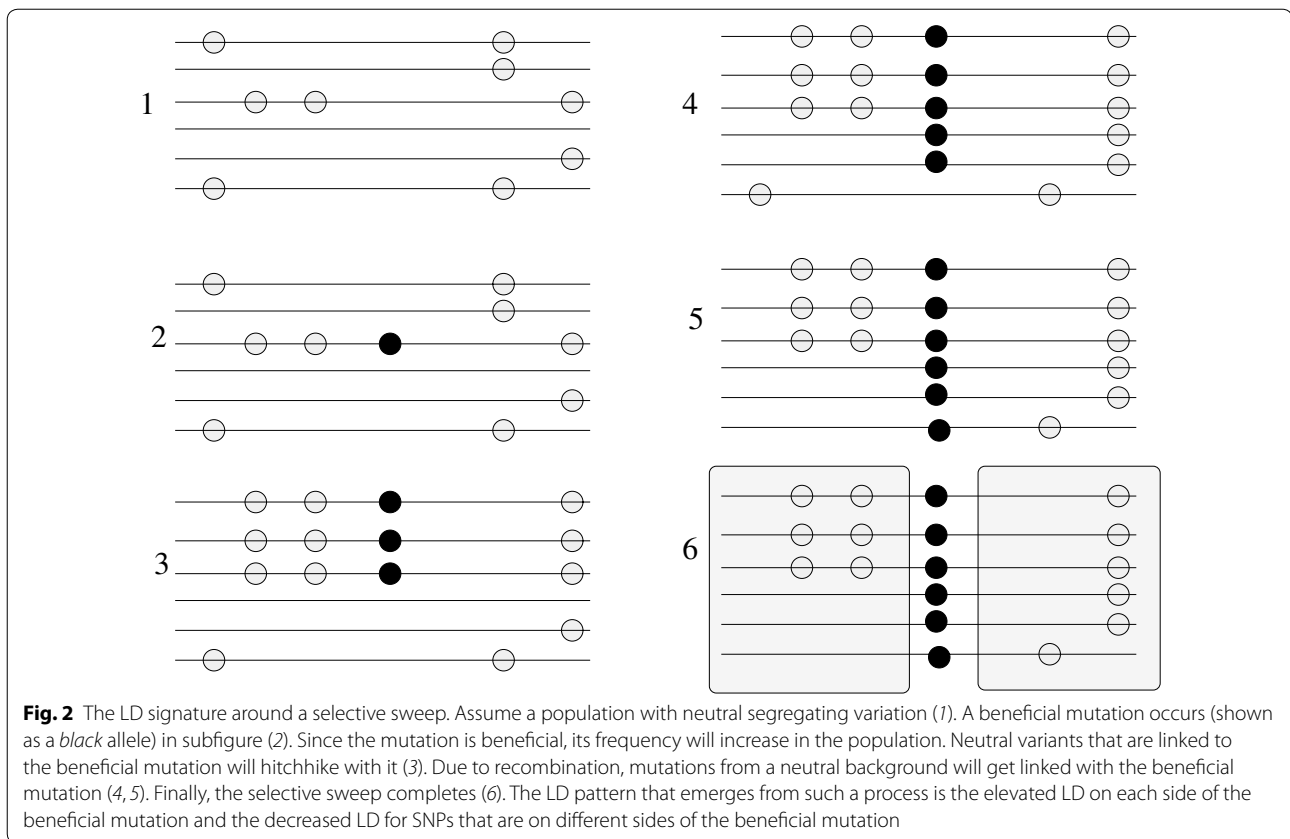 1
4
2
5
3
6
Fig. 2 The LD signature around a selective sweep. Assume a population with neutral segregating variation (1). A beneficial mutation occurs (shown
as a black allele) in subfigure (2). Since the mutation is beneficial, its frequency will increase in the population. Neutral variants that are linked to
the beneficial mutation will hitchhike with it (3). Due to recombination, mutations from a neutral background will get linked with the beneficial
mutation (4, 5). Finally, the selective sweep completes (6). The LD pattern that emerges from such a process is the elevated LD on each side of the
beneficial mutation and the decreased LD for SNPs that are on different sides of the beneficial mutation